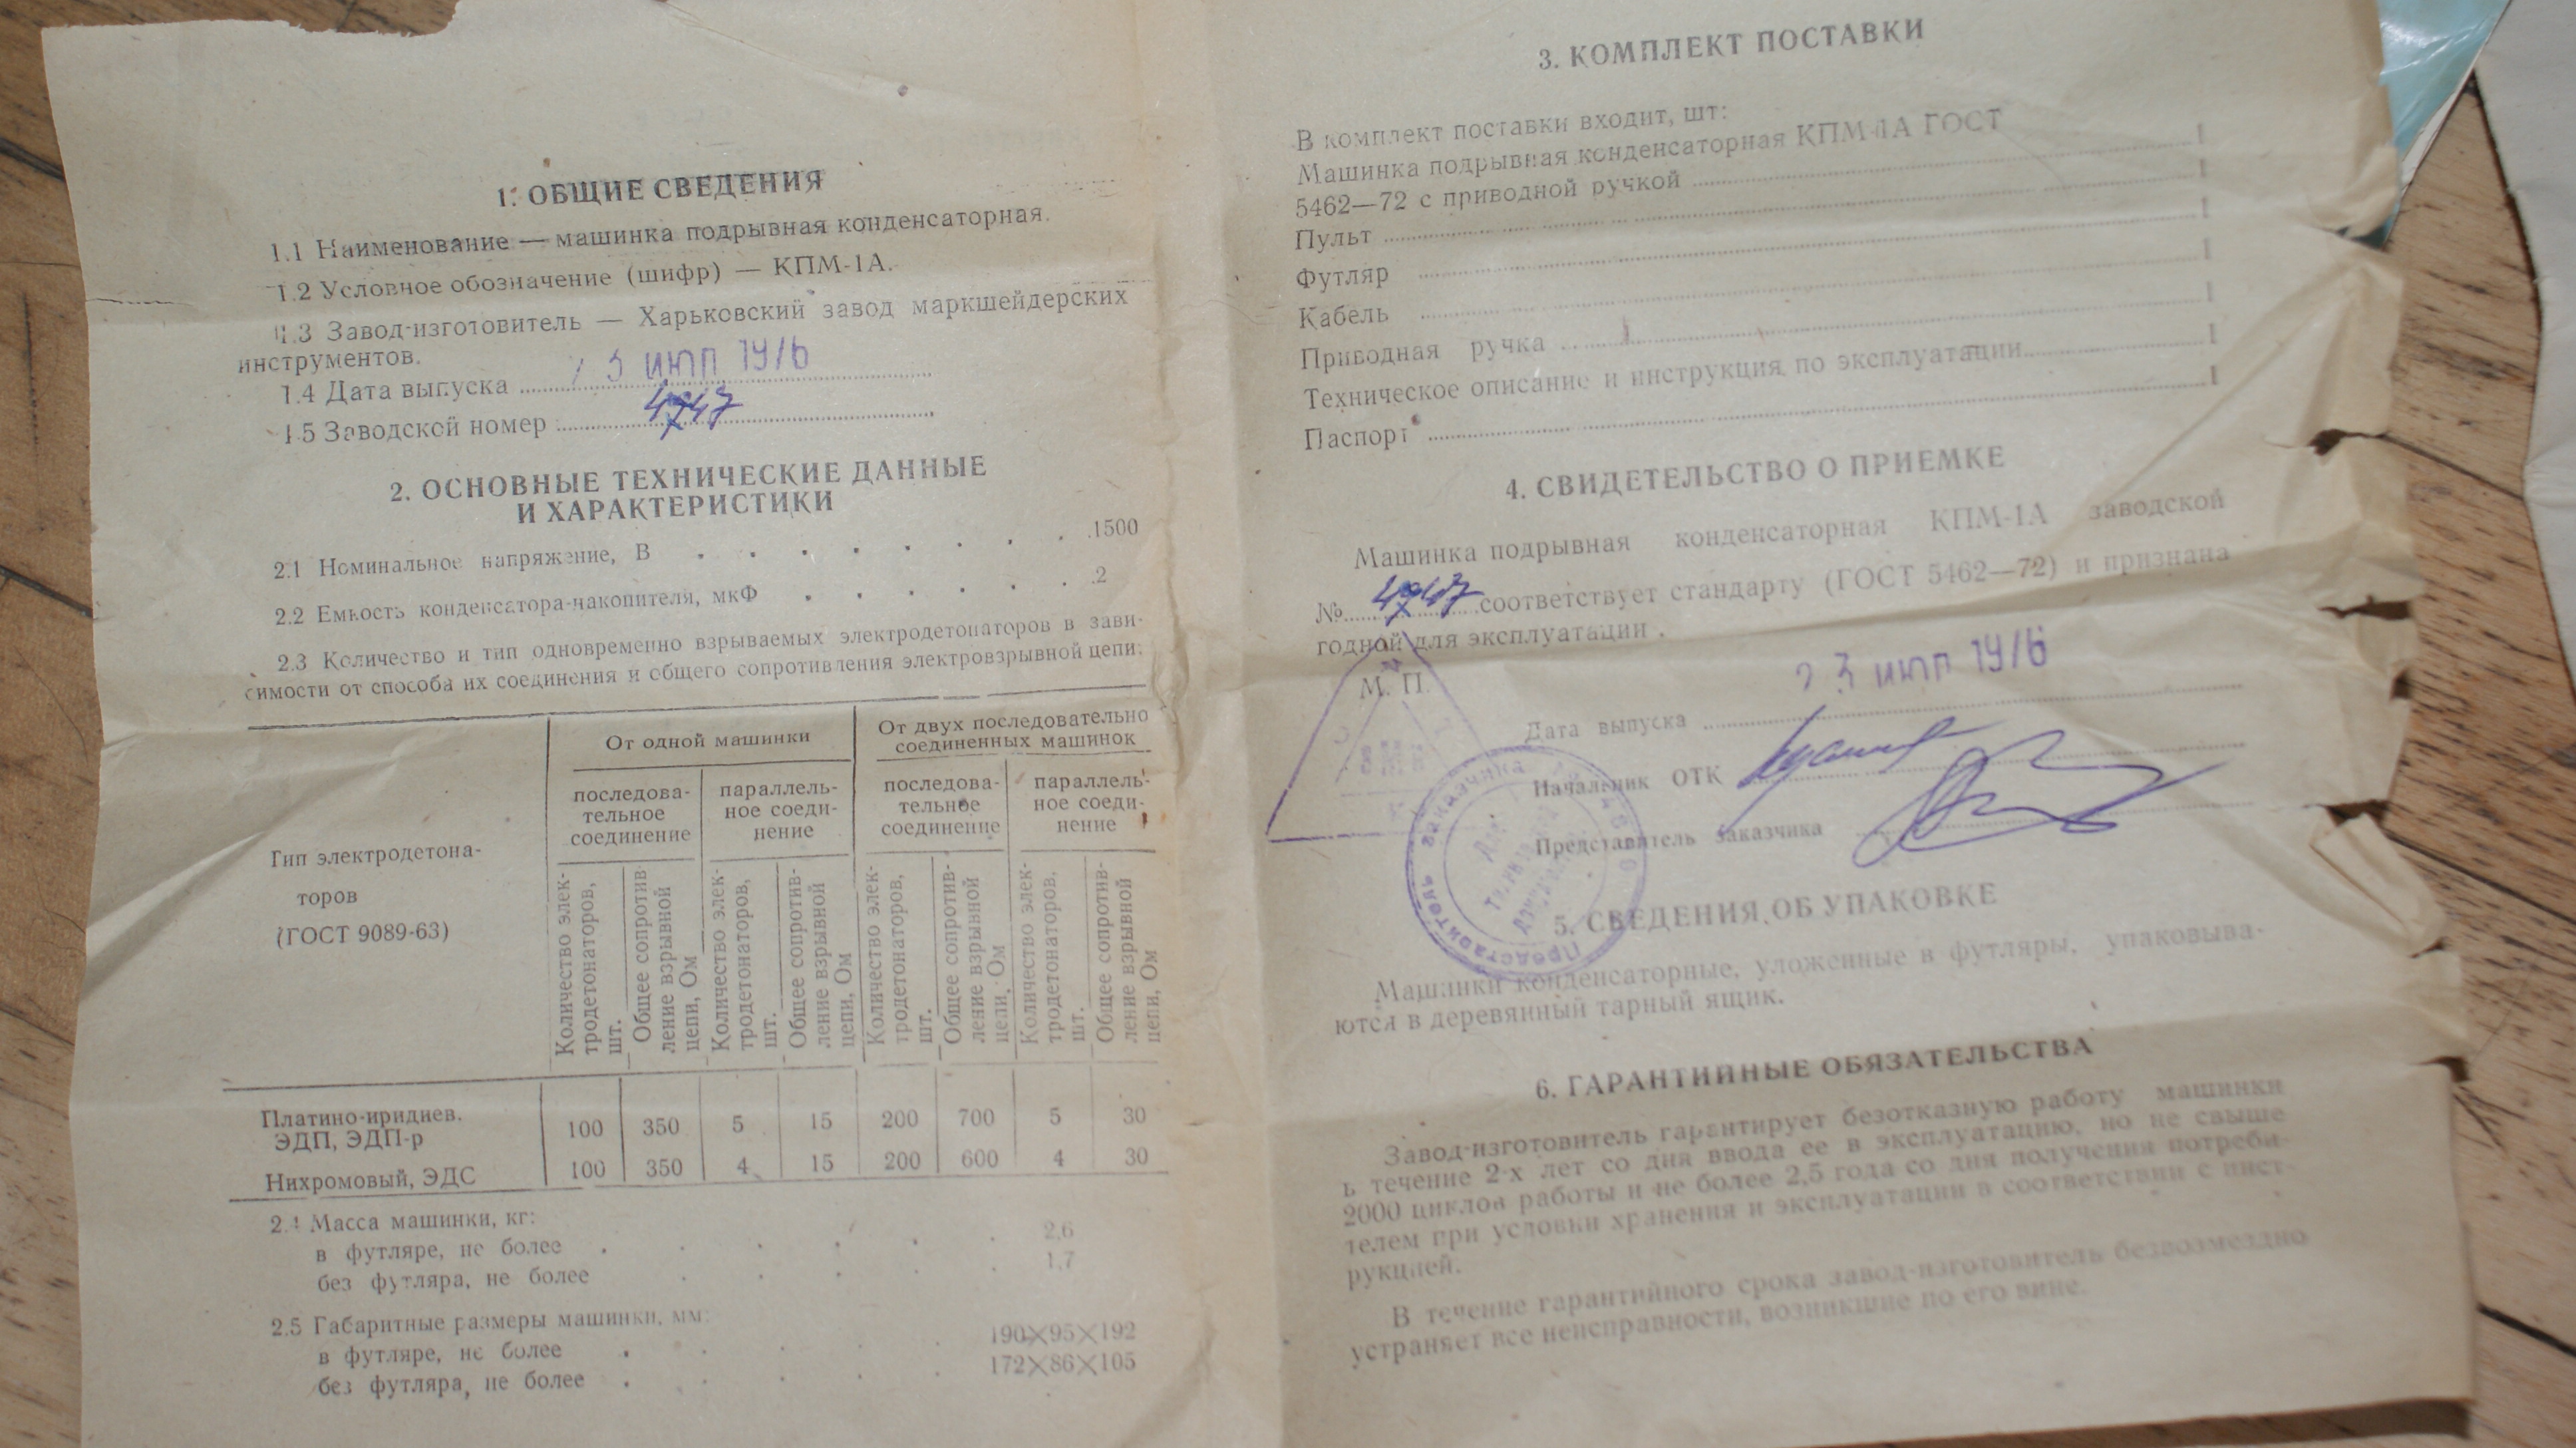 1. ОБЩИЕ СВЕДЕНИЯ
1.1 Наименование — машинка подрывная конденсаторная.
1.2 Условное обозначение (шифр) — КПМ-1А.
1.3 Завод-изготовитель — Харьковский завод маркшейдерских
инструментов.
1.4 Дата выпуска
1.5 Заводской номер
2. ОСНОВНЫЕ ТЕХНИЧЕСКИЕ ДАННЫЕ
И ХАРАКТЕРИСТИКИ
2.1 Номинальное напряжение, В . . . . . . . . 1500
2.2 Емкость конденсатора-накопителя, мкФ . . . . . . 2
2.3 Количество и тип одновременно взрываемых электродетонаторов в зави-
симости от способа их соединения и общего сопротивления электровзрывной цепи:
Тип электродетона-
торов
(ГОСТ 9089-63)
От одной машинки
От двух последовательно
соединенных машинок
последова-
тельное
соединение
параллель-
ное соеди-
нение
последова-
тельное
соединение
параллель-
ное соеди-
нение
Количество элек-
тродетонаторов,
шт.
Общее сопротив-
ление взрывной
цепи, Ом
Количество элек-
тродетонаторов,
шт.
Общее сопротив-
ление взрывной
цепи, Ом
Количество элек-
тродетонаторов,
шт.
Общее сопротив-
ление взрывной
цепи, Ом
Количество элек-
тродетонаторов,
шт.
Общее сопротив-
ление взрывной
цепи, Ом
Платино-иридиев.
ЭДП, ЭДП-р 100 350 5 15 200 700 5 30
Нихромовый, ЭДС 100 350 4 15 200 600 4 30
2.4 Масса машинки, кг:
в футляре, не более . . . . . . 2,6
без футляра, не более . . . . . 1,7
2.5 Габаритные размеры машинки, мм:
в футляре, не более . . . . . 190×95×192
без футляра, не более . . . . . 172×86×105
3. КОМПЛЕКТ ПОСТАВКИ
В комплект поставки входит, шт:
Машинка подрывная конденсаторная КПМ-1А ГОСТ
5462—72 с приводной ручкой 1
Пульт 1
Футляр 1
Кабель 1
Приводная ручка 1
Техническое описание и инструкция по эксплуатации 1
Паспорт 1
4. СВИДЕТЕЛЬСТВО О ПРИЕМКЕ
Машинка подрывная конденсаторная КПМ-1А заводской
№ соответствует стандарту (ГОСТ 5462—72) и признана
годной для эксплуатации.
М. П.
23 июл 1976
Дата выпуска
Начальник ОТК
Представитель заказчика
Представитель заказчика
5. СВЕДЕНИЯ ОБ УПАКОВКЕ
Машинки конденсаторные, уложенные в футляры, упаковыва-
ются в деревянный тарный ящик.
6. ГАРАНТИЙНЫЕ ОБЯЗАТЕЛЬСТВА
Завод-изготовитель гарантирует безотказную работу машинки
в течение 2-х лет со дня ввода ее в эксплуатацию, но не свыше
2000 циклов работы и не более 2,5 года со дня получения потреби-
телем при условии хранения и эксплуатации в соответствии с инст-
рукцией.
В течение гарантийного срока завод-изготовитель безвозмездно
устраняет все неисправности, возникшие по его вине.